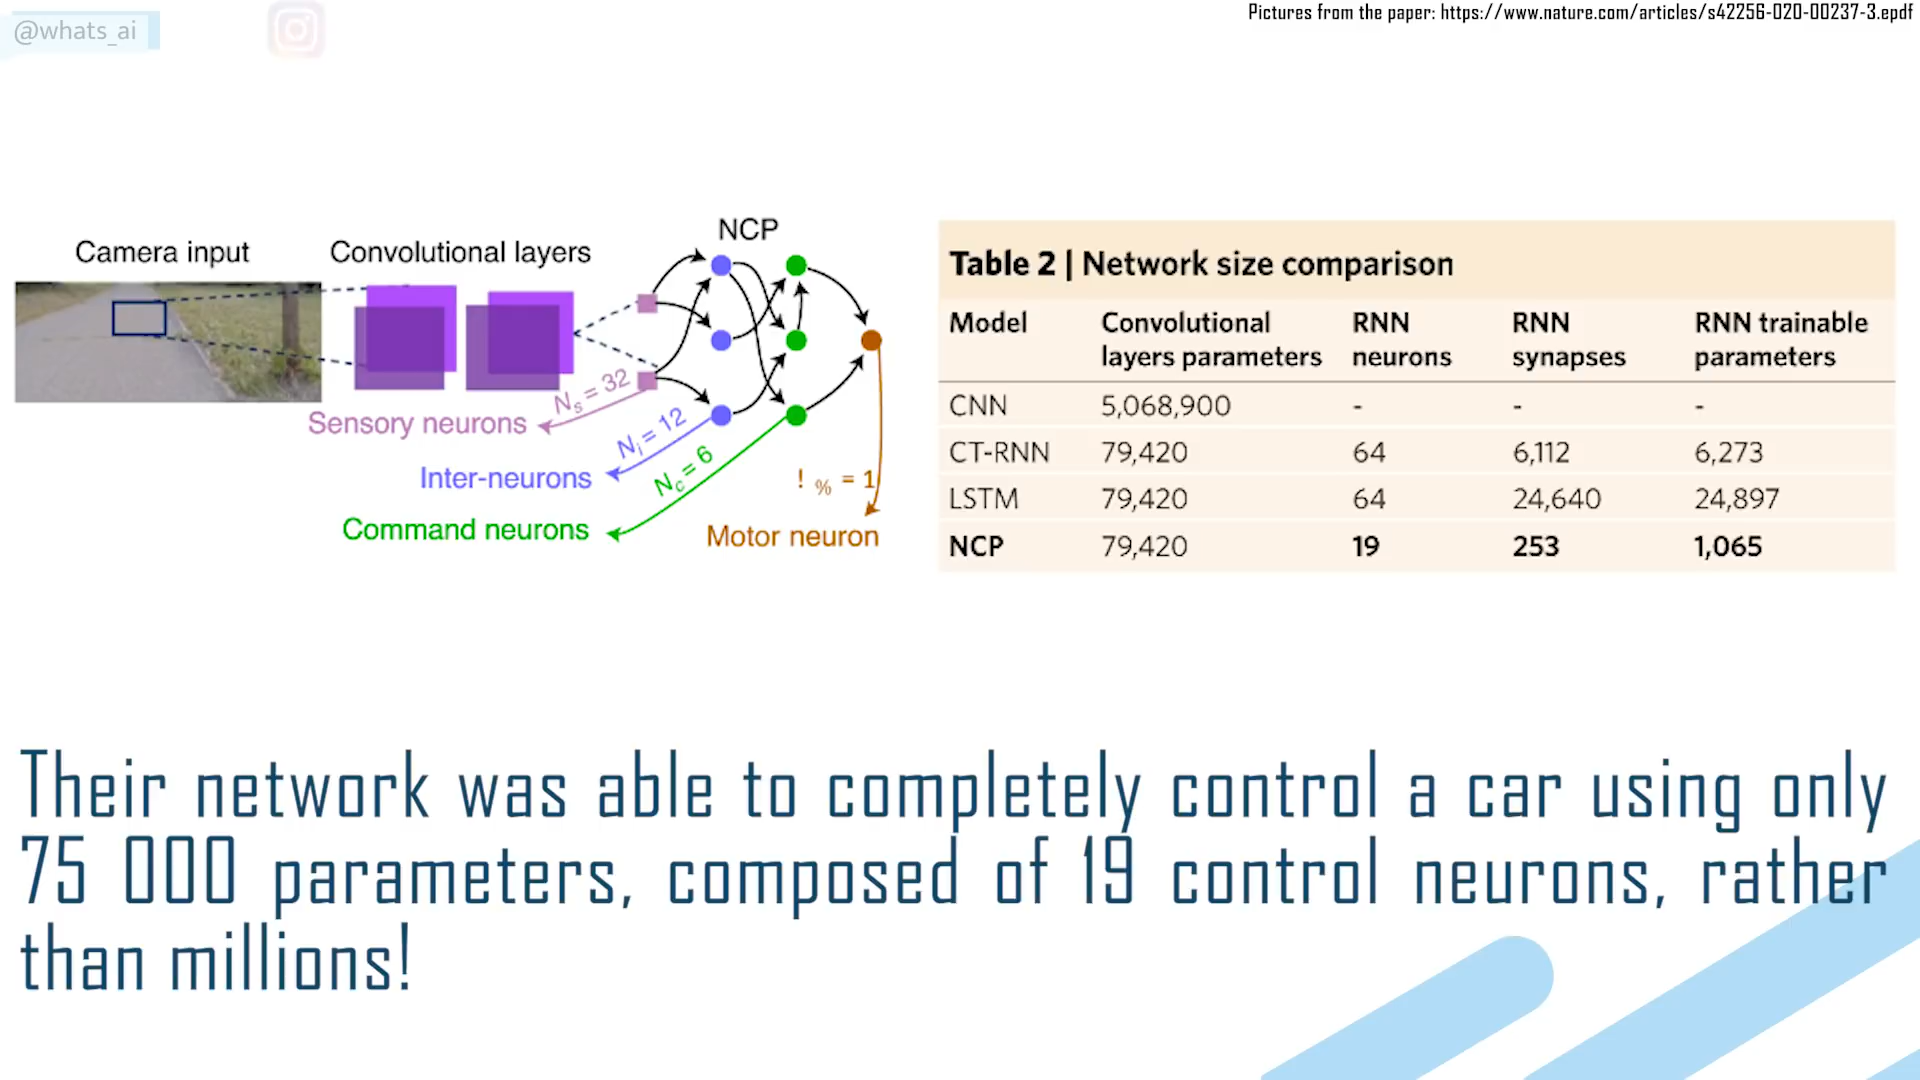 @whats_ai
Pictures from the paper: https://www.nature.com/articles/s42256-020-00237-3.epdf
NCP
Camera input
Convolutional layers
Ns = 32
Sensory neurons
Ni = 12
Inter-neurons
Nc = 6
! % = 1
Command neurons
Motor neuron
Table 2 | Network size comparison
Model Convolutional layers parameters RNN neurons RNN synapses RNN trainable parameters
CNN 5,068,900 - - -
CT-RNN 79,420 64 6,112 6,273
LSTM 79,420 64 24,640 24,897
NCP 79,420 19 253 1,065
Their network was able to completely control a car using only
75 000 parameters, composed of 19 control neurons, rather
than millions!